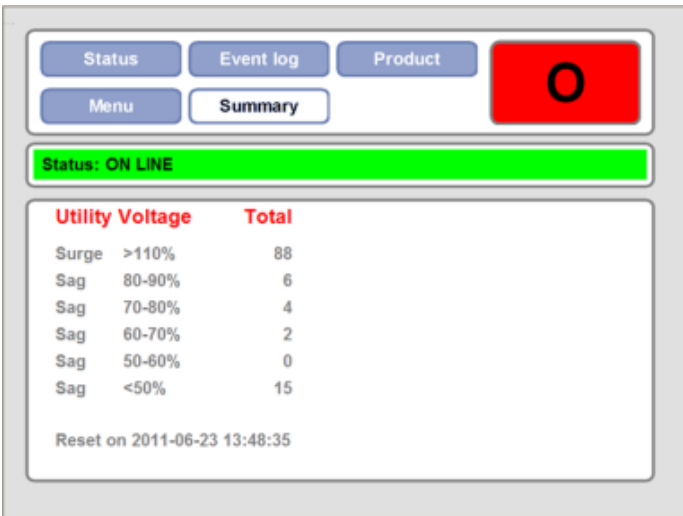 Status Event log Product
O
Menu Summary
Status: ON LINE
Utility Voltage Total
Surge >110% 88
Sag 80-90% 6
Sag 70-80% 4
Sag 60-70% 2
Sag 50-60% 0
Sag <50% 15
Reset on 2011-06-23 13:48:35